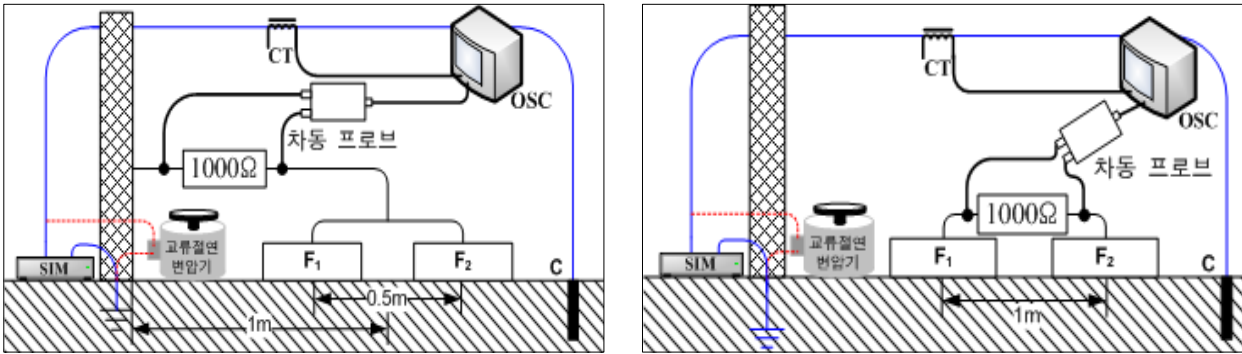 CT
OSC
차동 프로브
1000Ω
교류절연
변압기
SIM
F₁
F₂
C
0.5m
1m
CT
OSC
차동 프로브
1000Ω
교류절연
변압기
SIM
F₁
F₂
C
1m